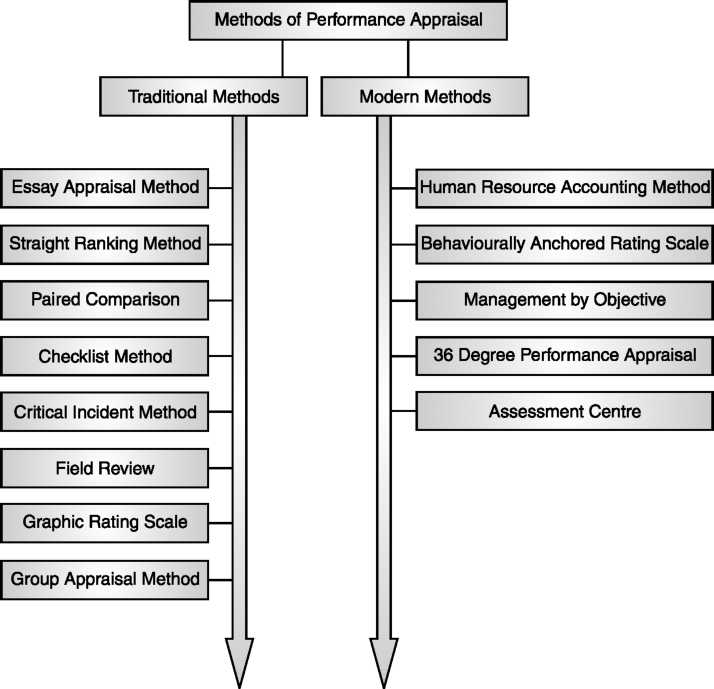 Methods of Performance Appraisal
Traditional Methods
Modern Methods
Essay Appraisal Method
Straight Ranking Method
Paired Comparison
Checklist Method
Critical Incident Method
Field Review
Graphic Rating Scale
Group Appraisal Method
Human Resource Accounting Method
Behaviourally Anchored Rating Scale
Management by Objective
36 Degree Performance Appraisal
Assessment Centre